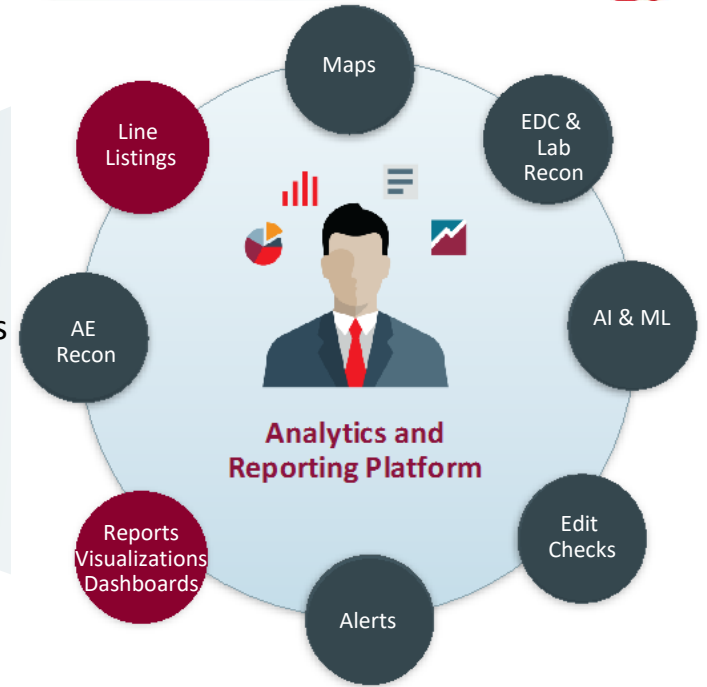 Maps
EDC &
Lab
Recon
Line
Listings
AI & ML
s
AE
Recon
Analytics and
Reporting Platform
Edit
Checks
Reports
Visualizations
Dashboards
Alerts